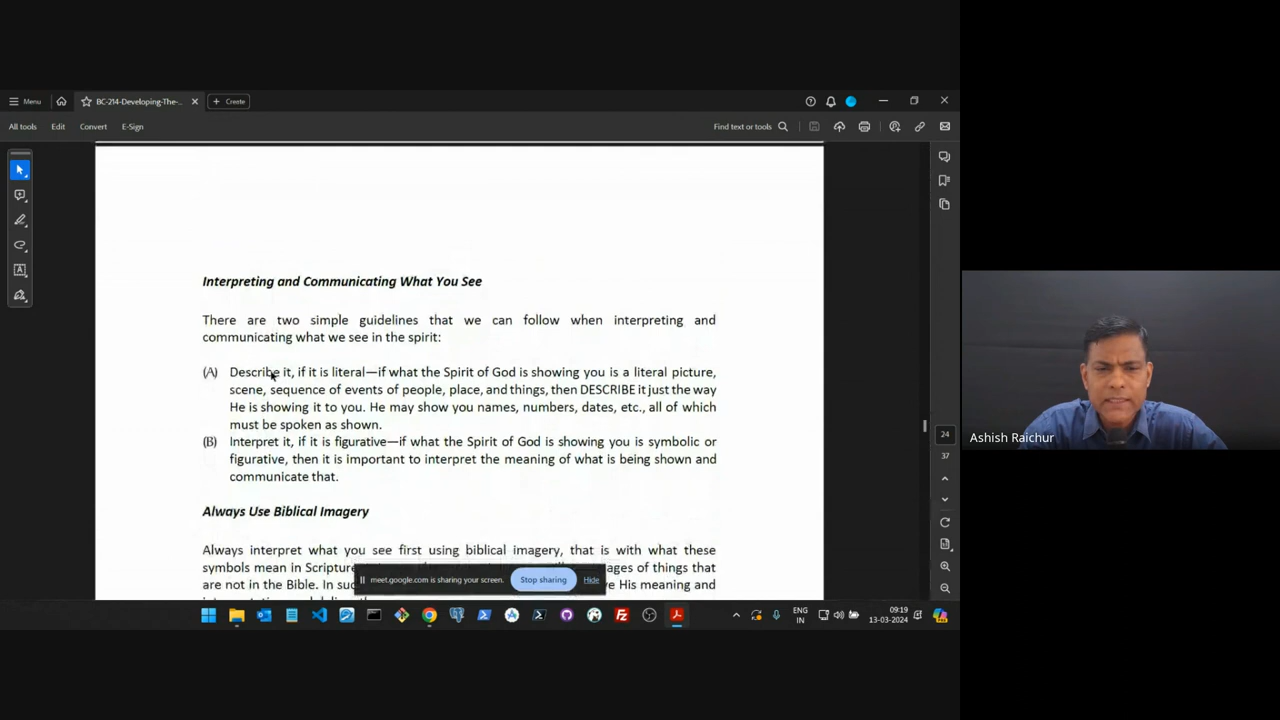 Menu
BC-214-Developing-The-...
Create
All tools
Edit
Convert
E-Sign
Find text or tools
Interpreting and Communicating What You See
There are two simple guidelines that we can follow when interpreting and
communicating what we see in the spirit:
(A) Describe it, if it is literal—if what the Spirit of God is showing you is a literal picture,
scene, sequence of events of people, place, and things, then DESCRIBE it just the way
He is showing it to you. He may show you names, numbers, dates, etc., all of which
must be spoken as shown.
(B) Interpret it, if it is figurative—if what the Spirit of God is showing you is symbolic or
figurative, then it is important to interpret the meaning of what is being shown and
communicate that.
Always Use Biblical Imagery
Always interpret what you see first using biblical imagery, that is with what these
symbols mean in Scripture
ages of things that
are not in the Bible. In suc
e His meaning and
meet.google.com is sharing your screen.
Stop sharing
Hide
24
37
Ashish Raichur
ENG
IN
09:19
13-03-2024